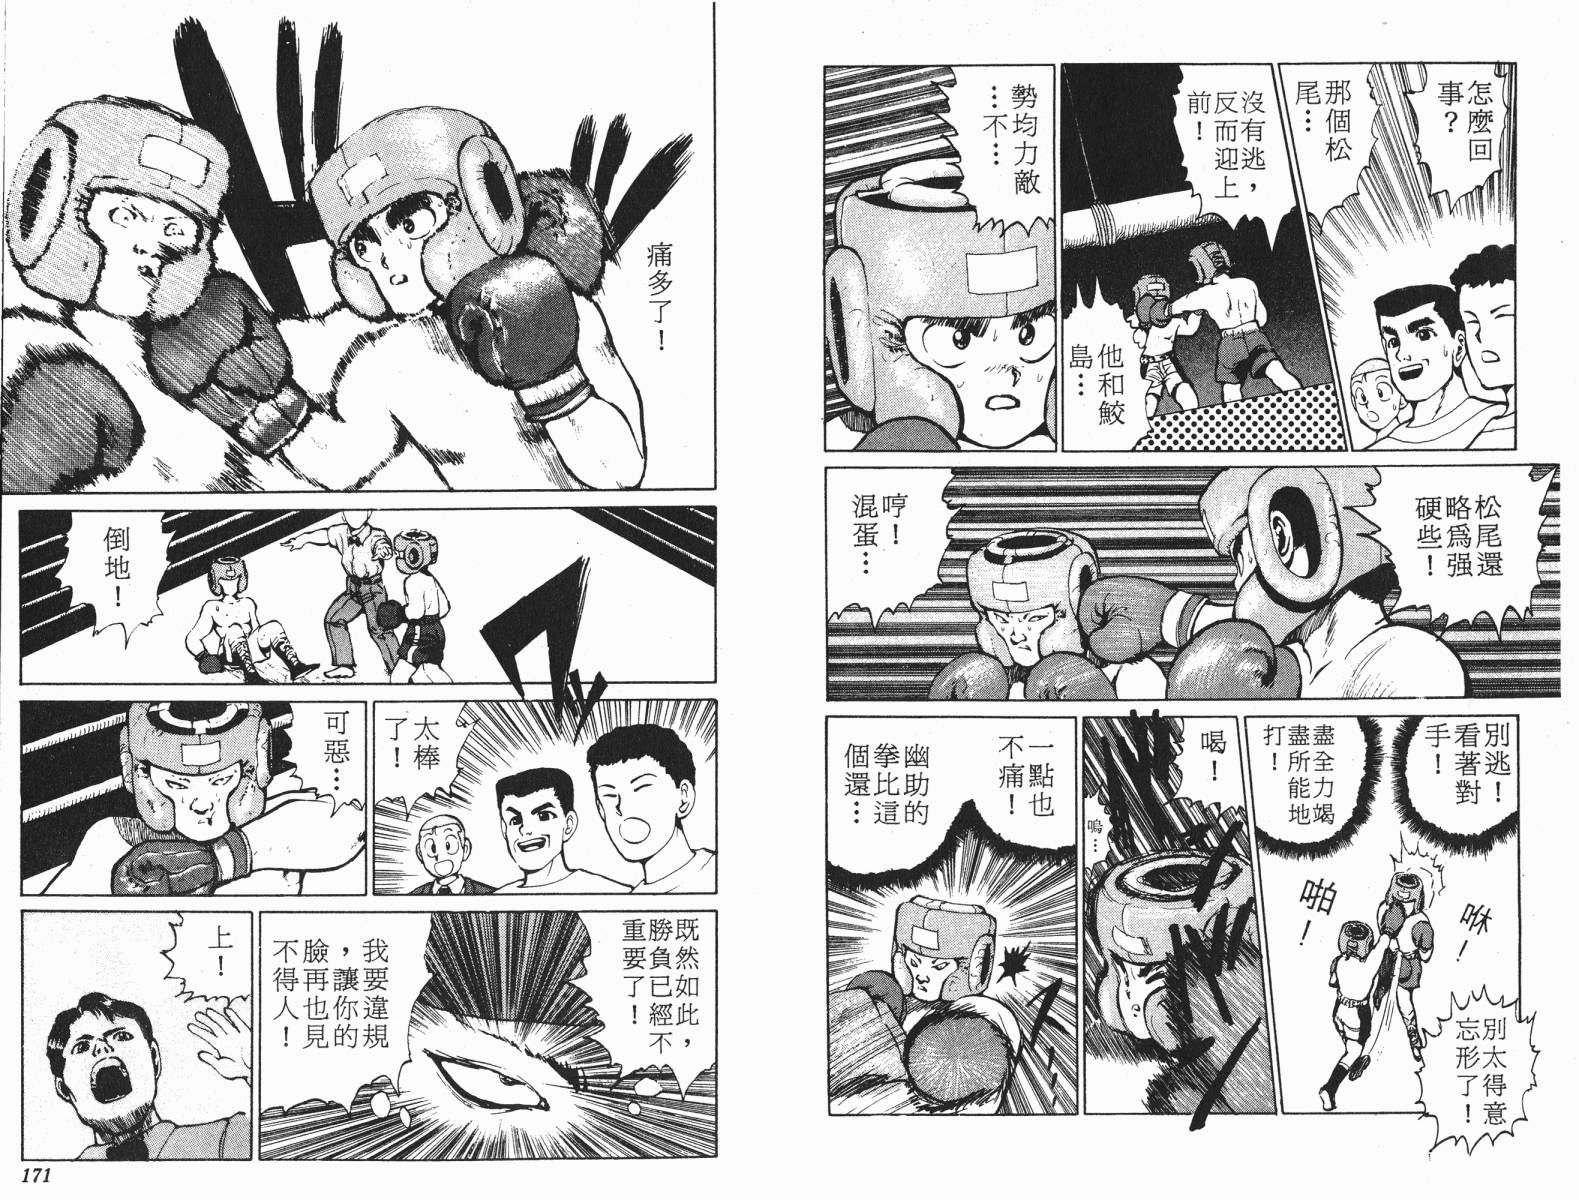 怎麼回
事？
那個松
尾…
沒有逃，
反而迎上
前！
他和鮫
島…
勢均力敵
…不…
松尾還
略爲强
硬些！
哼！
混蛋…
別逃！
看著對
手！
盡全力竭
盡所能地
打！
咻！
啪！
別太得意
忘形了！
喝！
嗚…
一點也
不痛！
幽助的
拳比這
個還…
痛多了！
倒地！
太棒
了！
可惡…
既然如此，
勝負已經不
重要了！
我要違規
，讓你的
臉再也見
不得人！
上！
171